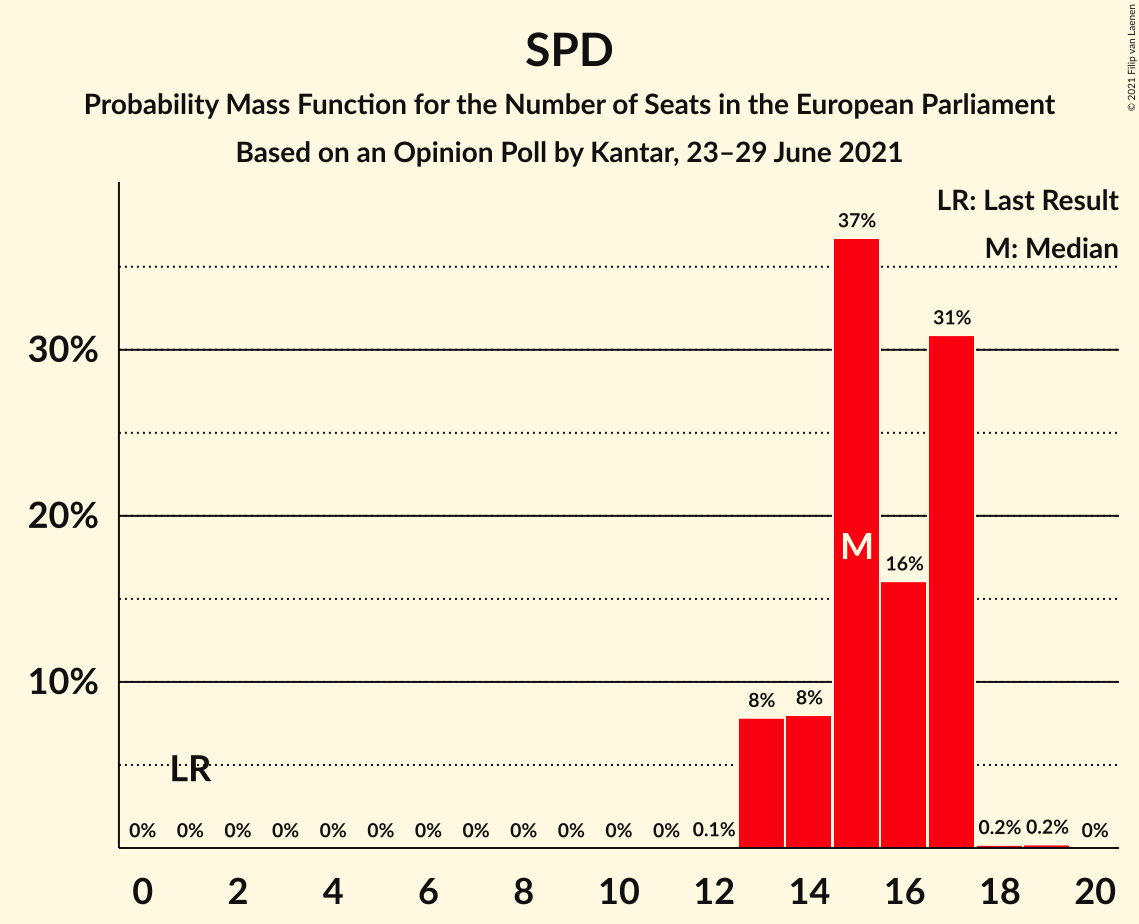 SPD
Probability Mass Function for the Number of Seats in the European Parliament
Based on an Opinion Poll by Kantar, 23–29 June 2021
© 2021 Filip van Laenen
LR: Last Result
M: Median
37%
31%
30%
20%
M
16%
10%
8%
8%
LR
0% 0% 0% 0% 0% 0% 0% 0% 0% 0% 0% 0% 0.1% 0.2% 0.2% 0%
0 2 4 6 8 10 12 14 16 18 20